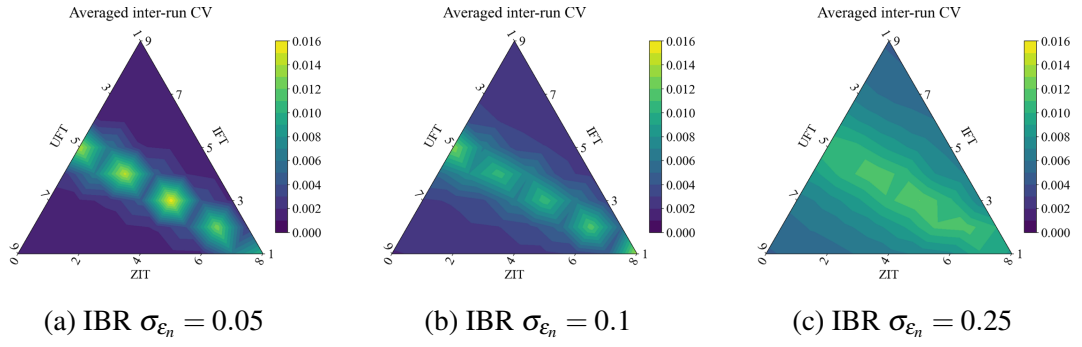 Averaged inter-run CV
1 9
3 7
5 5
7 3
9 1
0 2 4 6 8
UFT IFT
ZIT
0.016
0.014
0.012
0.010
0.008
0.006
0.004
0.002
0.000
(a) IBR σεn = 0.05
Averaged inter-run CV
1 9
3 7
5 5
7 3
9 1
0 2 4 6 8
UFT IFT
ZIT
0.016
0.014
0.012
0.010
0.008
0.006
0.004
0.002
0.000
(b) IBR σεn = 0.1
Averaged inter-run CV
1 9
3 7
5 5
7 3
9 1
0 2 4 6 8
UFT IFT
ZIT
0.016
0.014
0.012
0.010
0.008
0.006
0.004
0.002
0.000
(c) IBR σεn = 0.25